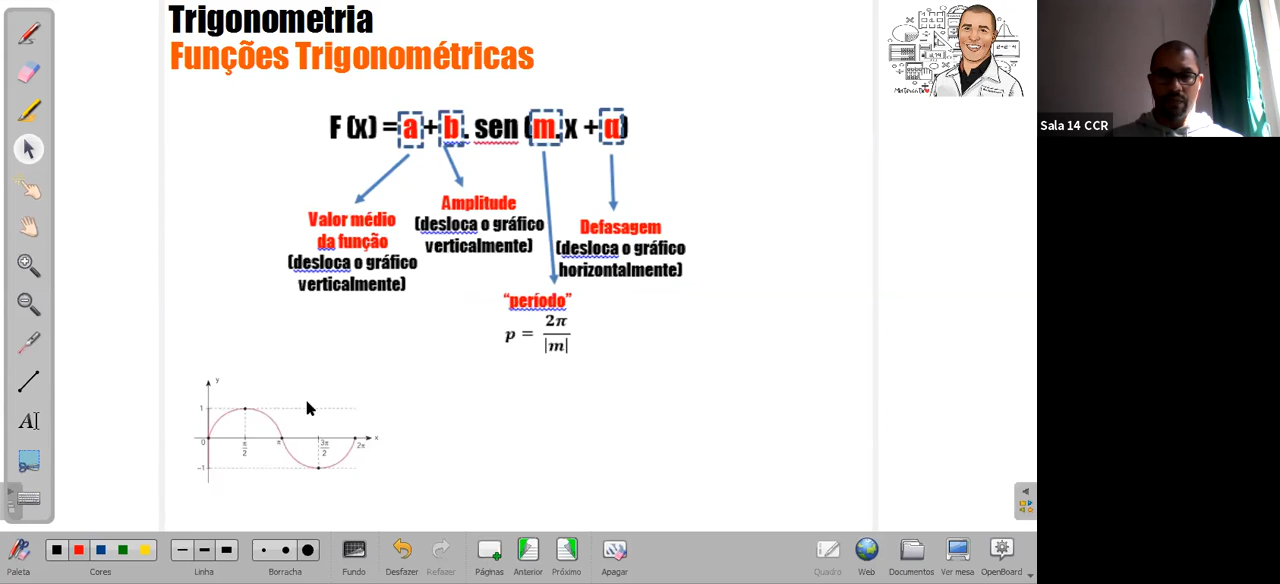 Trigonometria
Funções Trigonométricas
F (x) = a + b. sen (m.x + α)
Valor médio
da função
(desloca o gráfico
verticalmente)
Amplitude
(desloca o gráfico
verticalmente)
"período"
p = 2π / |m|
Defasagem
(desloca o gráfico
horizontalmente)
y
1
0
π/2
π
3π/2
2π
x
-1
Sala 14 CCR
Paleta
Cores
Linha
Borracha
Fundo
Desfazer
Refazer
Páginas
Anterior
Próximo
Apagar
Quadro
Web
Documentos
Ver mesa
OpenBoard